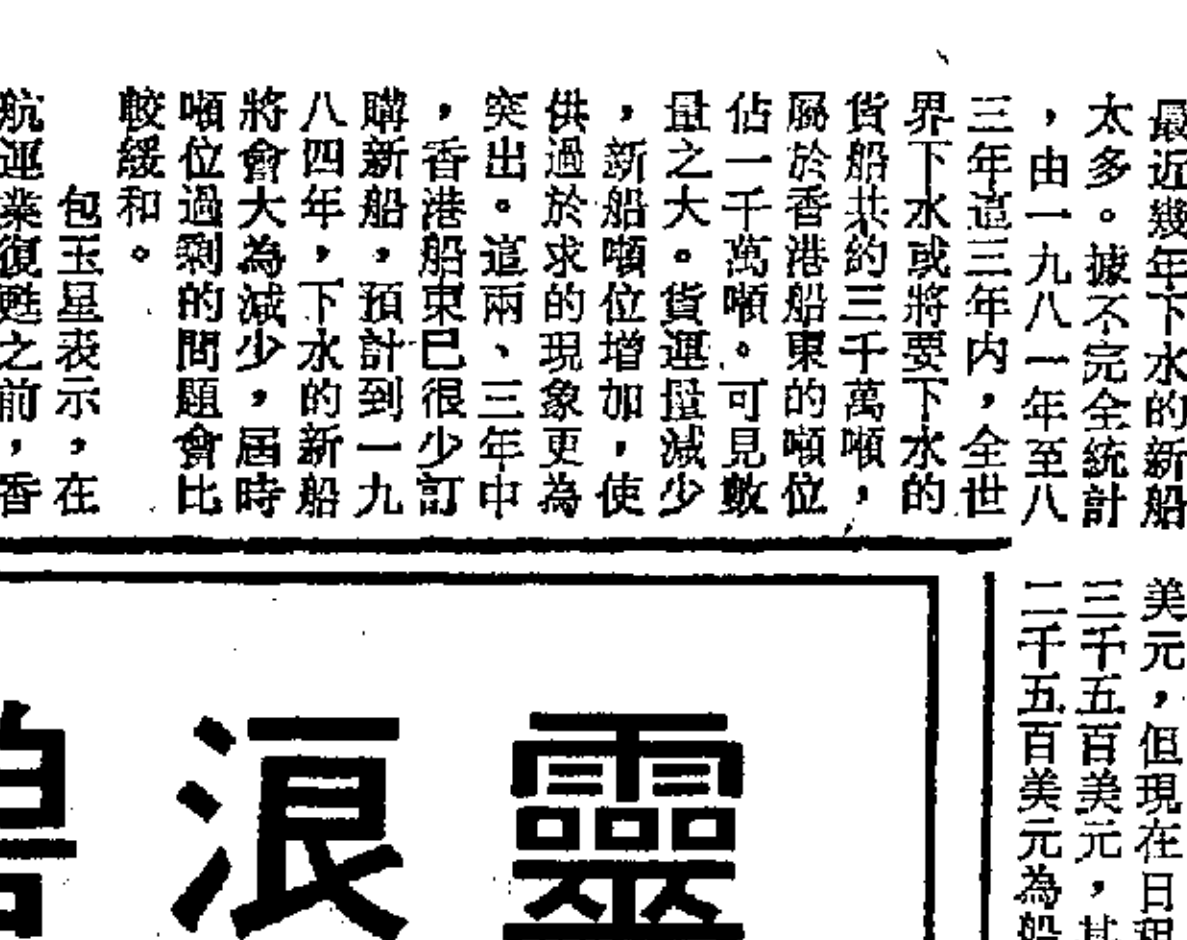 最近幾年下水的新船
太多。據不完全統計
，由一九八一年至八
三年這三年内，全世
界下水或將要下水的
貨船共約三千萬噸，
屬於香港船東的噸位
佔一千萬噸。可見數
量之大。貨運量減少
，新船噸位增加，使
供過於求的現象更為
突出。這兩、三年中
，香港船東已很少訂
購新船，預計到一九
八四年，下水的新船
將會大為減少，屆時
噸位過剩的問題會比
較緩和。
包玉星表示，在
航運業復甦之前，香
美元，但現在日租
三千五百美元，其
二千五百美元為船
靈浪碧